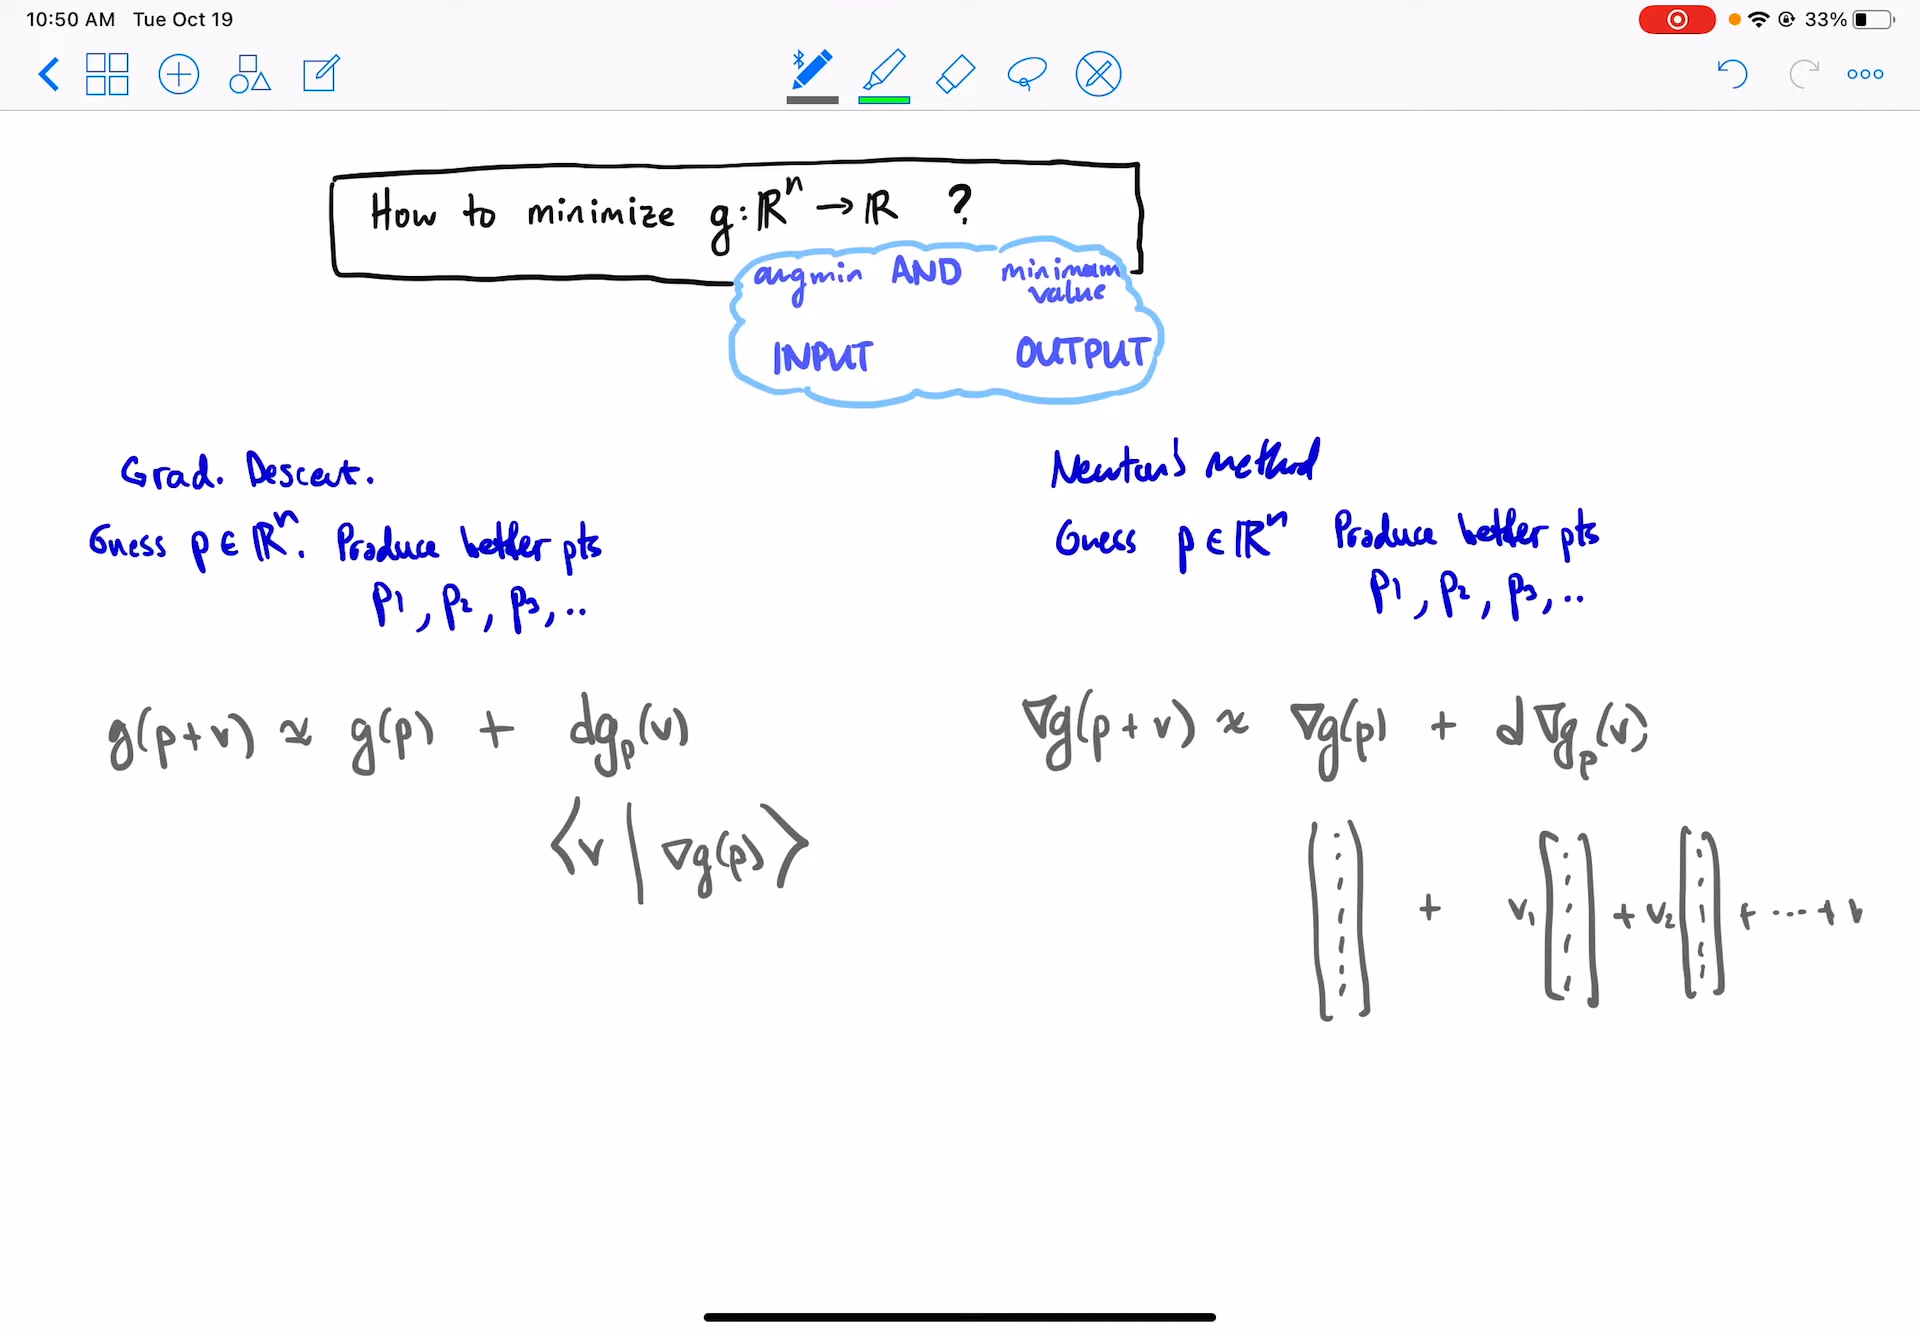 10:50 AM Tue Oct 19
33%
How to minimize g: ℝⁿ → ℝ ?
argmin AND minimum value
INPUT OUTPUT
Grad. Descent.
Guess p ∈ ℝⁿ. Produce better pts
p₁, p₂, p₃, ..
g(p+v) ≈ g(p) + dgₚ(v)
⟨v | ∇g(p)⟩
Newton's method
Guess p ∈ ℝⁿ Produce better pts
p₁, p₂, p₃, ..
∇g(p+v) ≈ ∇g(p) + d∇gₚ(v)
[⋮] + v₁[⋮] + v₂[⋮] + ... +